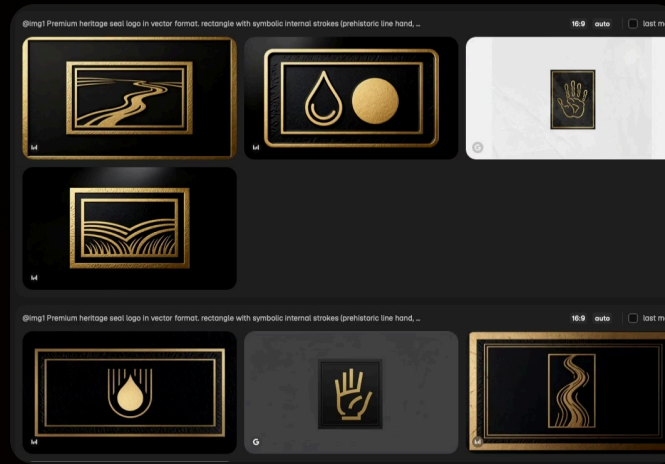 @img1 Premium heritage seal logo in vector format. rectangle with symbolic internal strokes (prehistoric line hand, ...
16:9 auto last m
G
@img1 Premium heritage seal logo in vector format. rectangle with symbolic internal strokes (prehistoric line hand, ...
16:9 auto last m
G